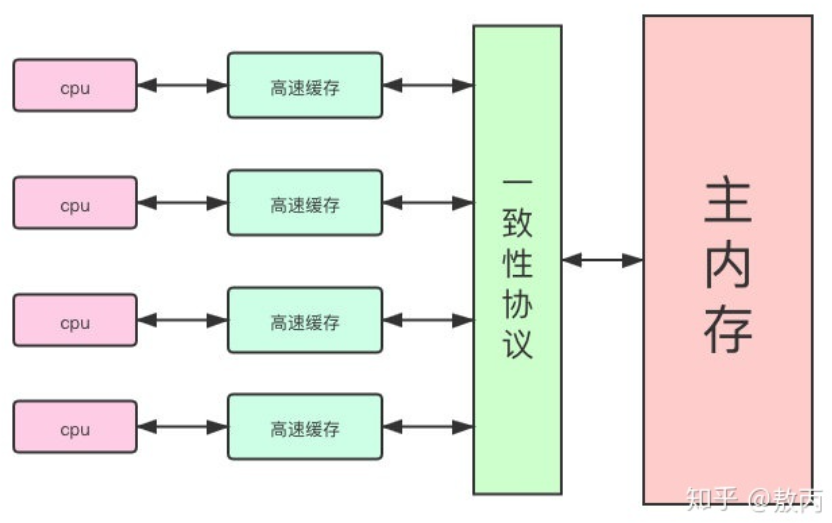 cpu
高速缓存
cpu
高速缓存
cpu
高速缓存
cpu
高速缓存
一致性协议
主内存
知乎 @敖丙